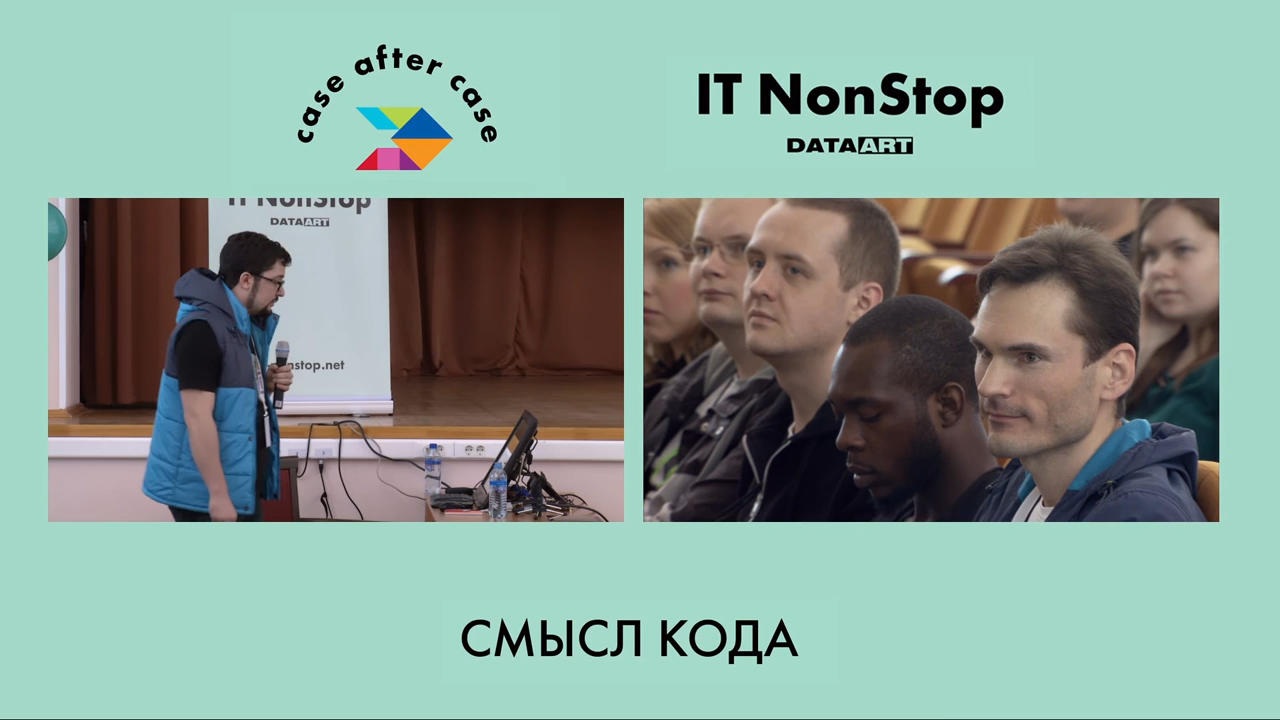 case after case
IT NonStop
DATAART
IT NonStop
DATAART
nstop.net
СМЫСЛ КОДА